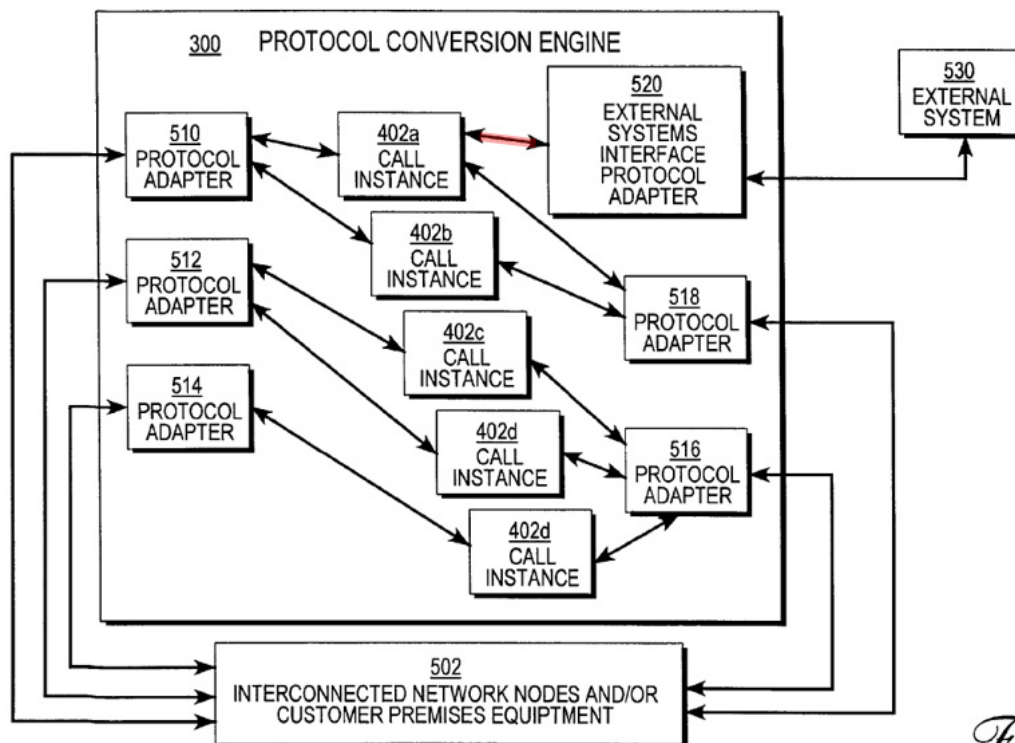 300 PROTOCOL CONVERSION ENGINE
520
EXTERNAL
SYSTEMS
INTERFACE
PROTOCOL
ADAPTER
530
EXTERNAL
SYSTEM
510
PROTOCOL
ADAPTER
402a
CALL
INSTANCE
402b
CALL
INSTANCE
512
PROTOCOL
ADAPTER
518
PROTOCOL
ADAPTER
402c
CALL
INSTANCE
514
PROTOCOL
ADAPTER
402d
CALL
INSTANCE
516
PROTOCOL
ADAPTER
402d
CALL
INSTANCE
502
INTERCONNECTED NETWORK NODES AND/OR
CUSTOMER PREMISES EQUIPTMENT